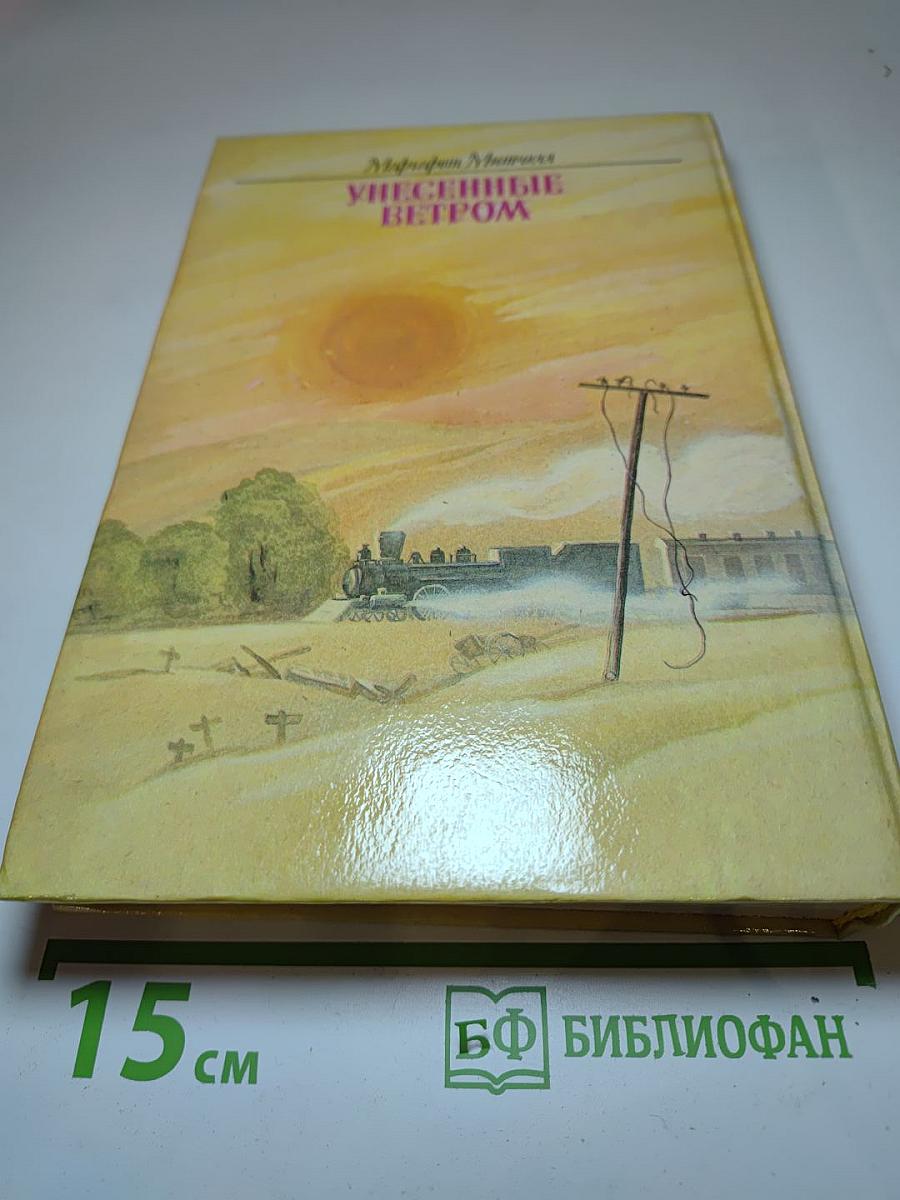 Маргарет Митчелл
УНЕСЕННЫЕ
ВЕТРОМ
15 см
БФ БИБЛИОФАН